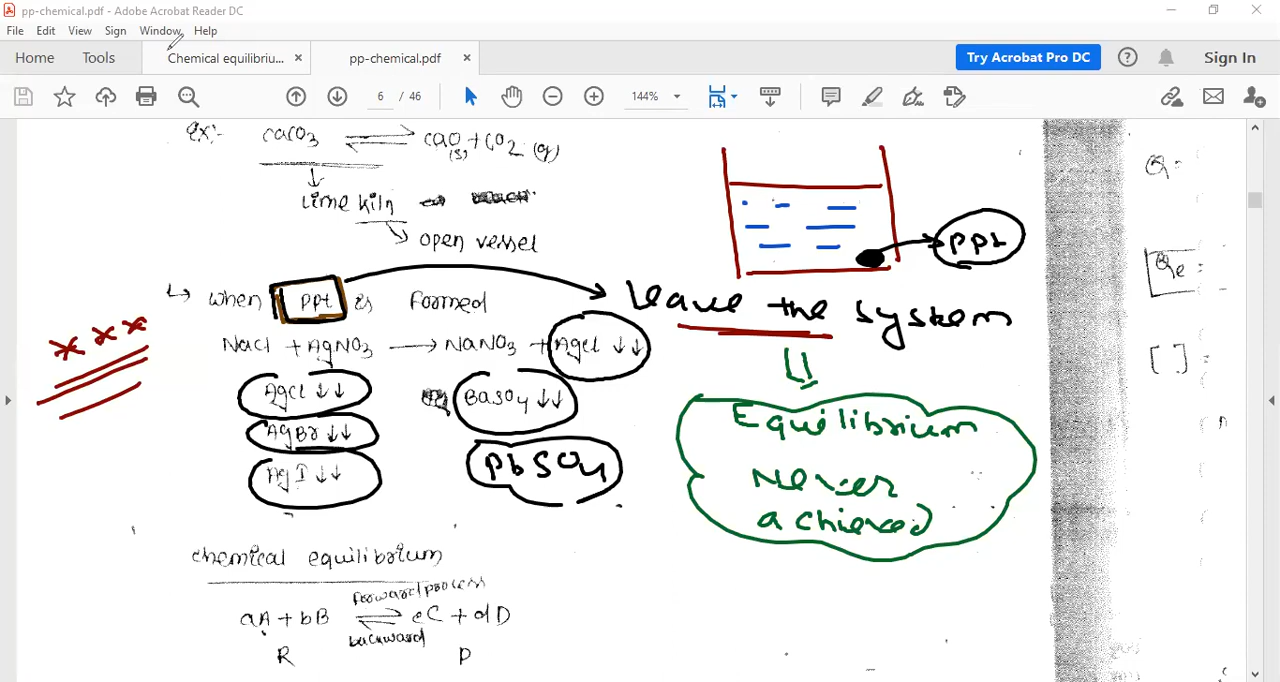 pp-chemical.pdf - Adobe Acrobat Reader DC
File Edit View Sign Window Help
Home Tools Chemical equilibriu... × pp-chemical.pdf × Try Acrobat Pro DC Sign In
6 / 46 144%
Ex:- CaCO3 ⇌ CaO(s) + CO2 (g)
lime kiln
open vessel
ppt
when ppt is formed
leave the system
NaCl + AgNO3 → NaNO3 + AgCl ↓↓
AgCl ↓↓ BaSO4 ↓↓
AgBr ↓↓
AgI ↓↓ PbSO4
Equilibrium
Never
achieved
chemical equilibrium
forward process
aA + bB ⇌ cC + dD
backward
R P
Q =
[ ] =